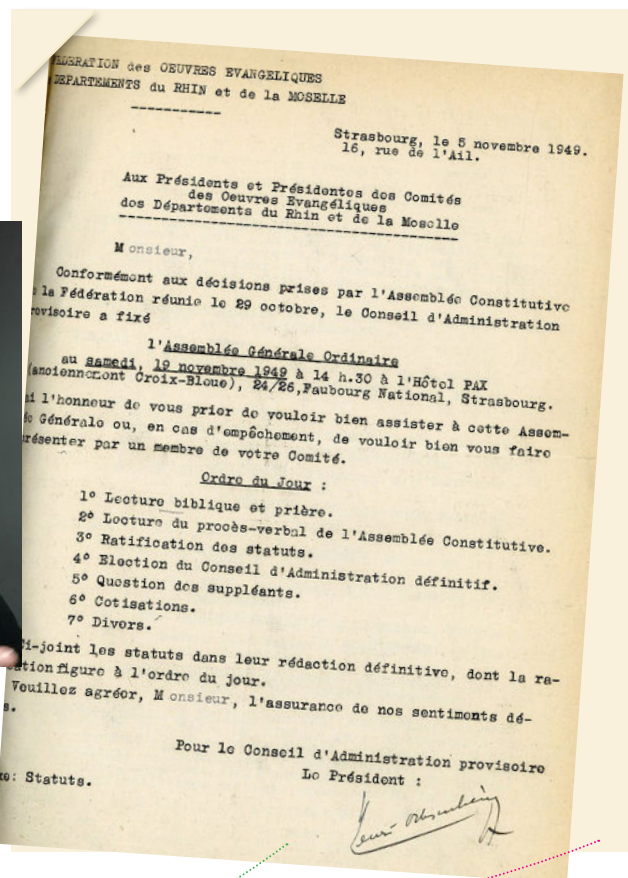 EDERATION des OEUVRES EVANGELIQUES
DEPARTEMENTS du RHIN et de la MOSELLE
Strasbourg, le 5 novembre 1949.
16, rue de l'Ail.
Aux Présidents et Présidentes des Comités
des Oeuvres Evangéliques
des Départements du Rhin et de la Moselle
Monsieur,
Conformément aux décisions prises par l'Assemblée Constitutive
la Fédération réunie le 29 octobre, le Conseil d'Administration
rovisoire a fixé
l'Assemblée Générale Ordinaire
au samedi, 19 novembre 1949 à 14 h.30 à l'Hôtel PAX
(anciennement Croix-Bleue), 24/26,Faubourg National, Strasbourg.
i l'honneur de vous prier de vouloir bien assister à cette Assem-
ée Générale ou, en cas d'empêchement, de vouloir bien vous faire
résenter par un membre de votre Comité.
Ordre du Jour :
1° Lecture biblique et prière.
2° Lecture du procès-verbal de l'Assemblée Constitutive.
3° Ratification des statuts.
4° Election du Conseil d'Administration définitif.
5° Question des suppléants.
6° Cotisations.
7° Divers.
Ci-joint les statuts dans leur rédaction définitive, dont la ra-
cation figure à l'ordre du jour.
Veuillez agréer, Monsieur, l'assurance de nos sentiments dé-
s.
Pour le Conseil d'Administration provisoire
Le Président :
xe: Statuts.